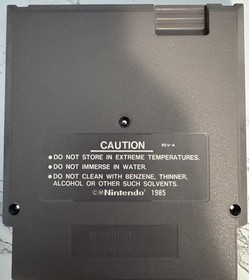 CAUTION REV-A
●DO NOT STORE IN EXTREME TEMPERATURES.
●DO NOT IMMERSE IN WATER.
●DO NOT CLEAN WITH BENZENE, THINNER,
ALCOHOL OR OTHER SUCH SOLVENTS.
©Ⓜ Nintendo® 1985